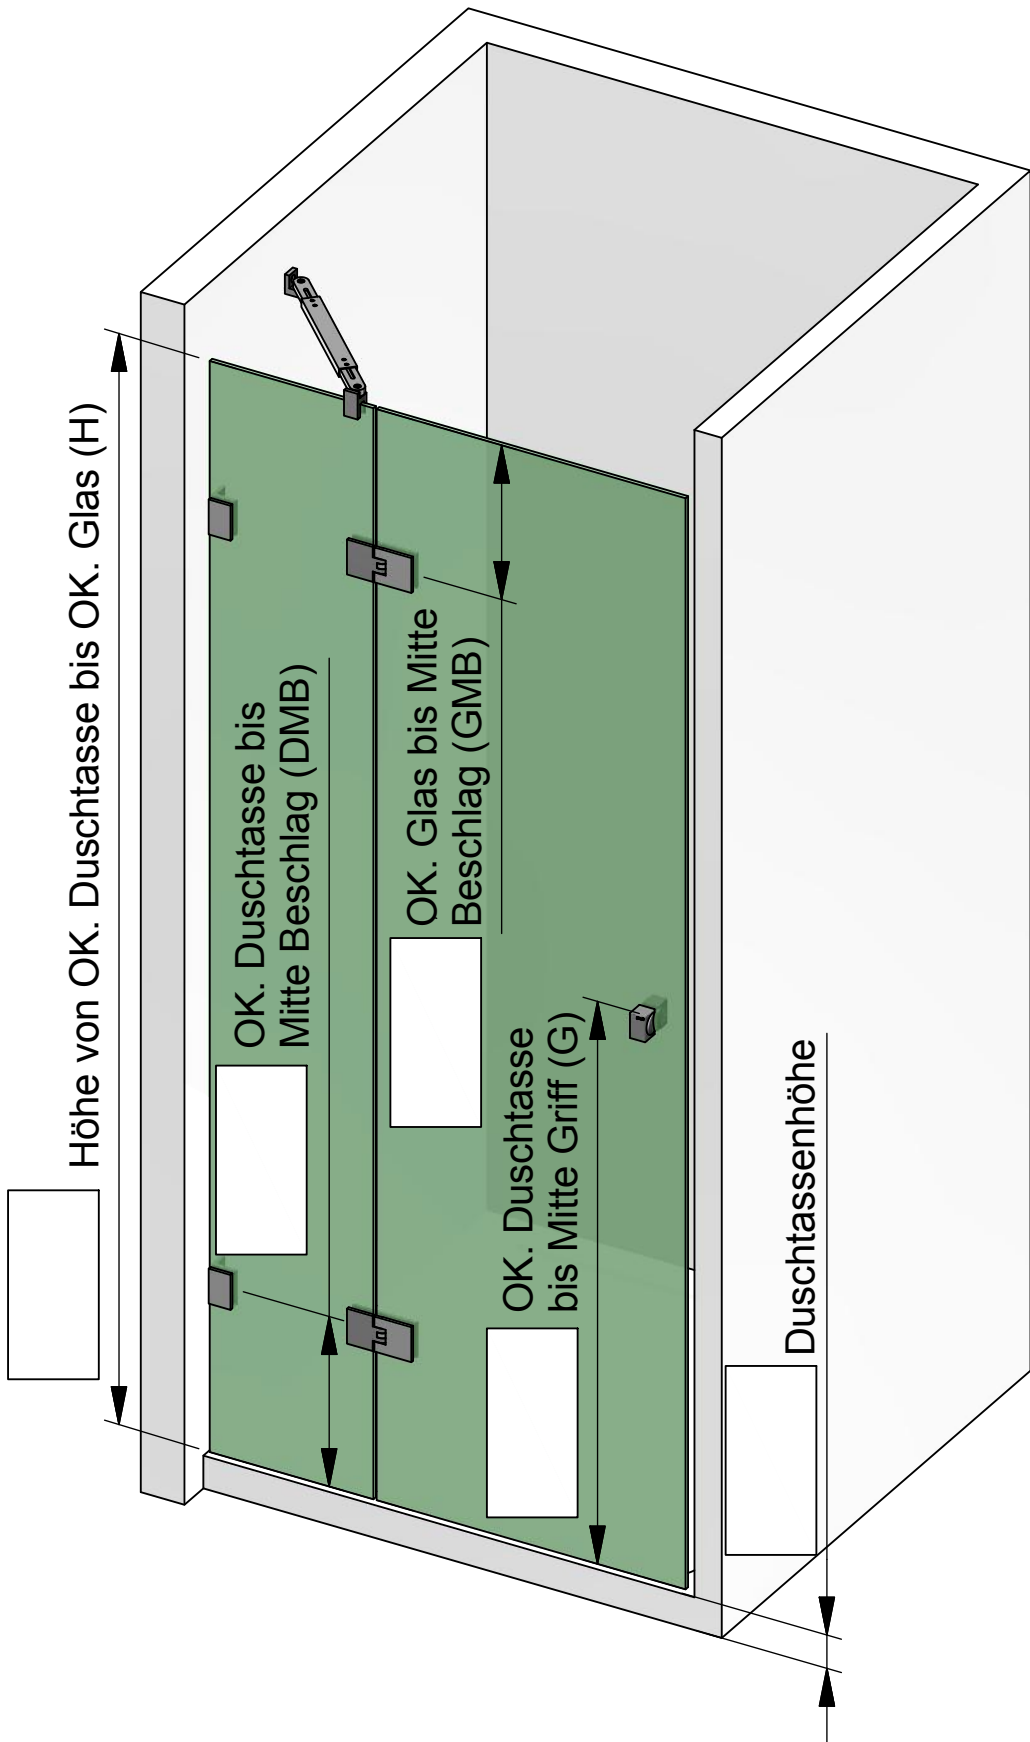 Höhe von OK. Duschtasse bis OK. Glas (H)
OK. Duschtasse bis
Mitte Beschlag (DMB)
OK. Glas bis Mitte
Beschlag (GMB)
OK. Duschtasse
bis Mitte Griff (G)
Duschtassenhöhe